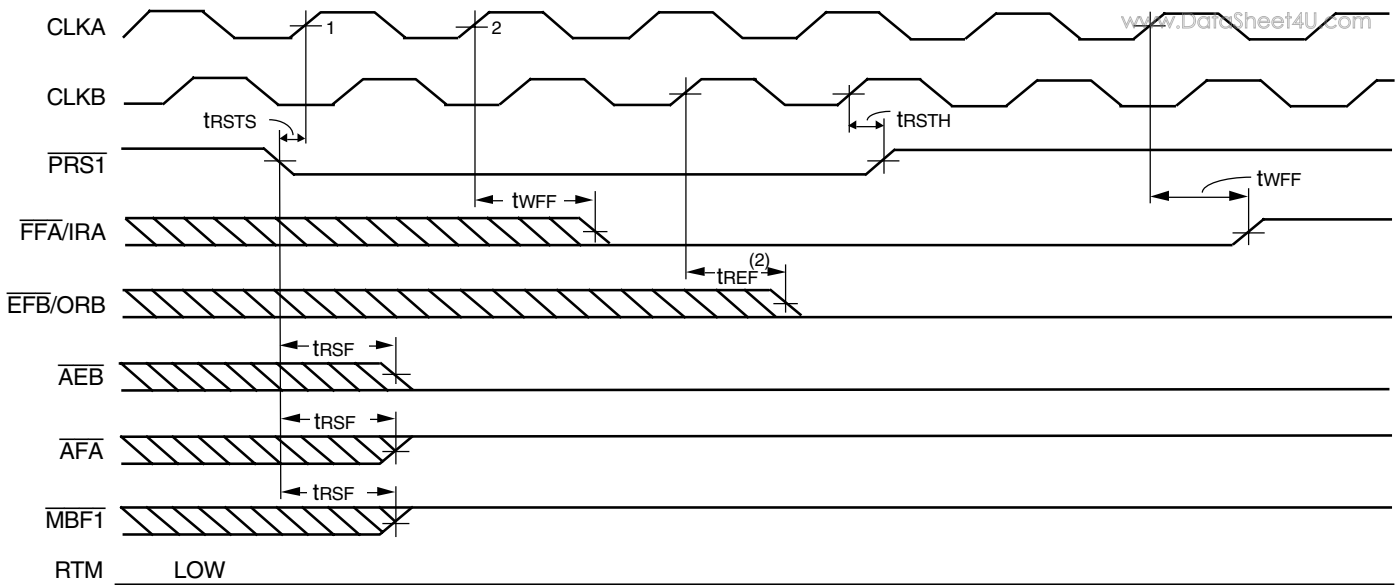 CLKA
1
2
www.DataSheet4U.com
CLKB
tRSTS
tRSTH
PRS1
tWFF
tWFF
FFA/IRA
tREF(2)
EFB/ORB
tRSF
AEB
tRSF
AFA
tRSF
MBF1
RTM LOW